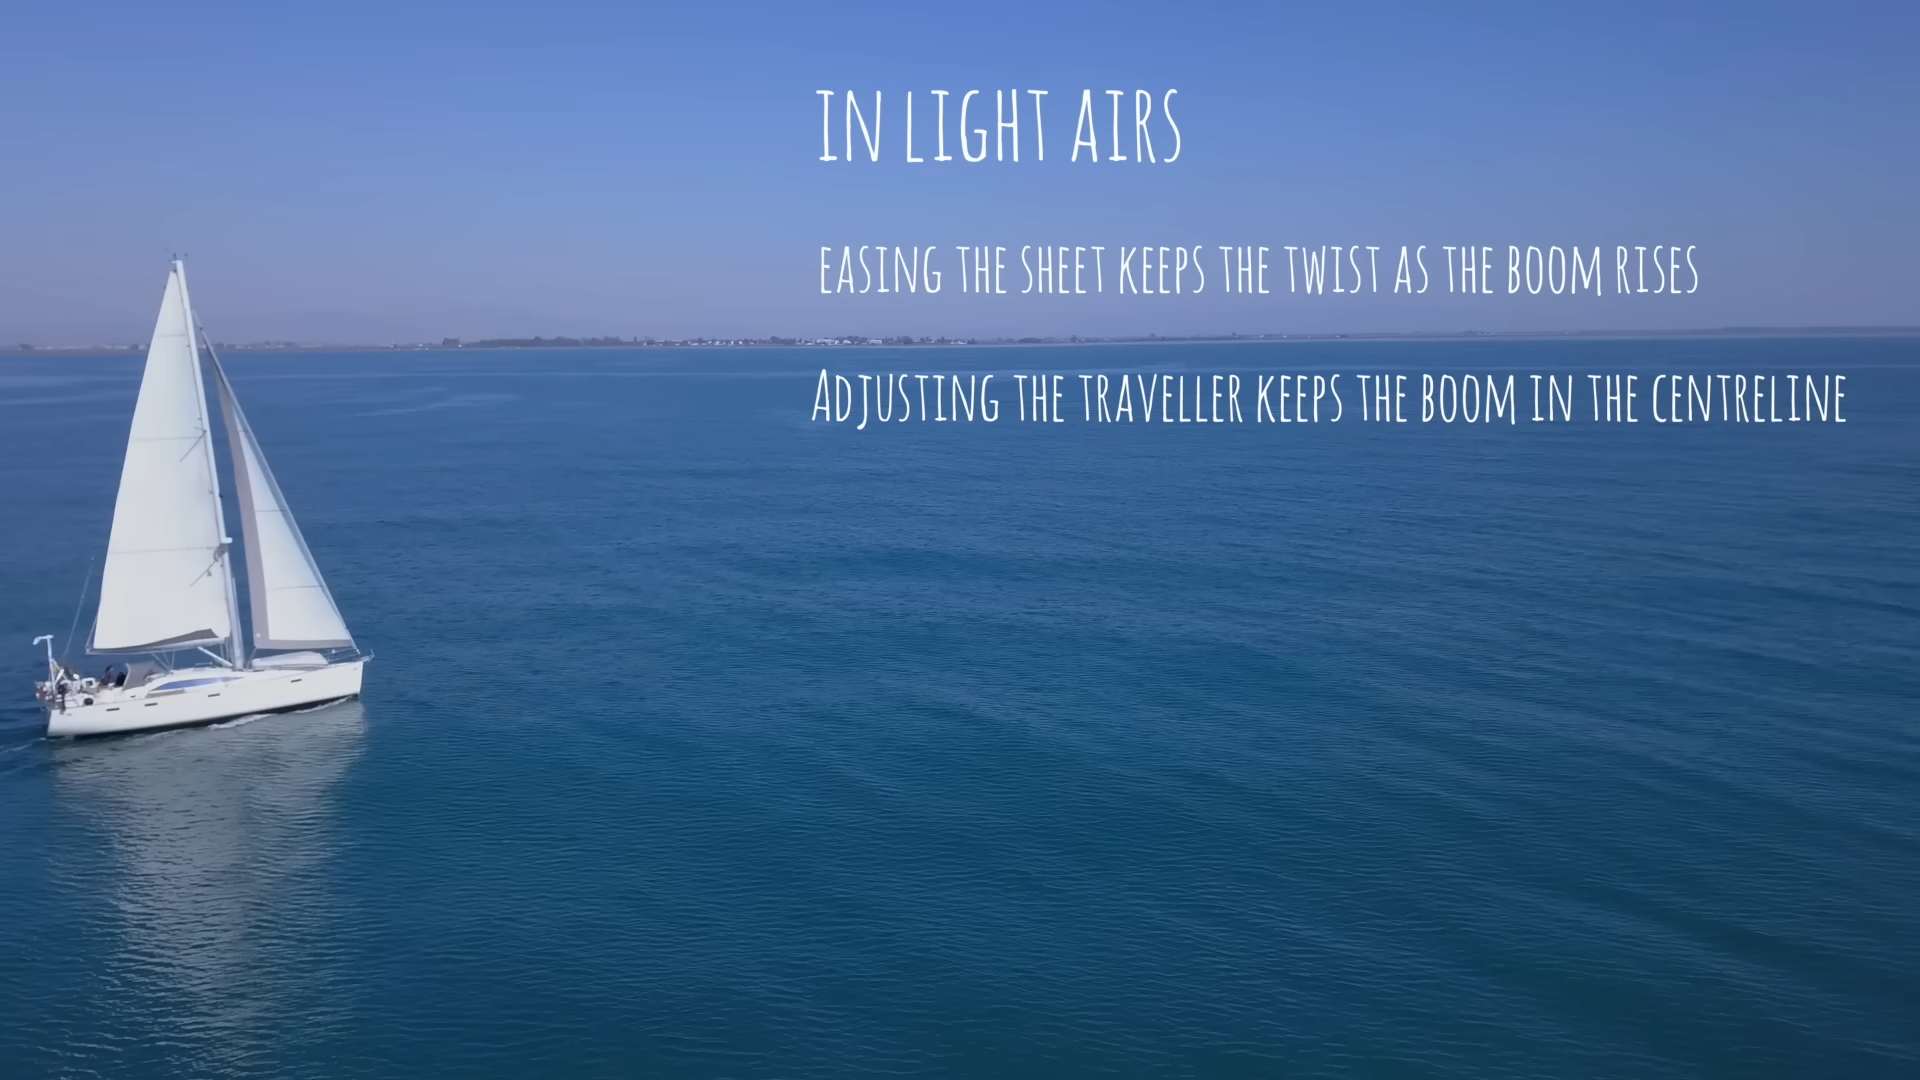 IN LIGHT AIRS
EASING THE SHEET KEEPS THE TWIST AS THE BOOM RISES
ADJUSTING THE TRAVELLER KEEPS THE BOOM IN THE CENTRELINE